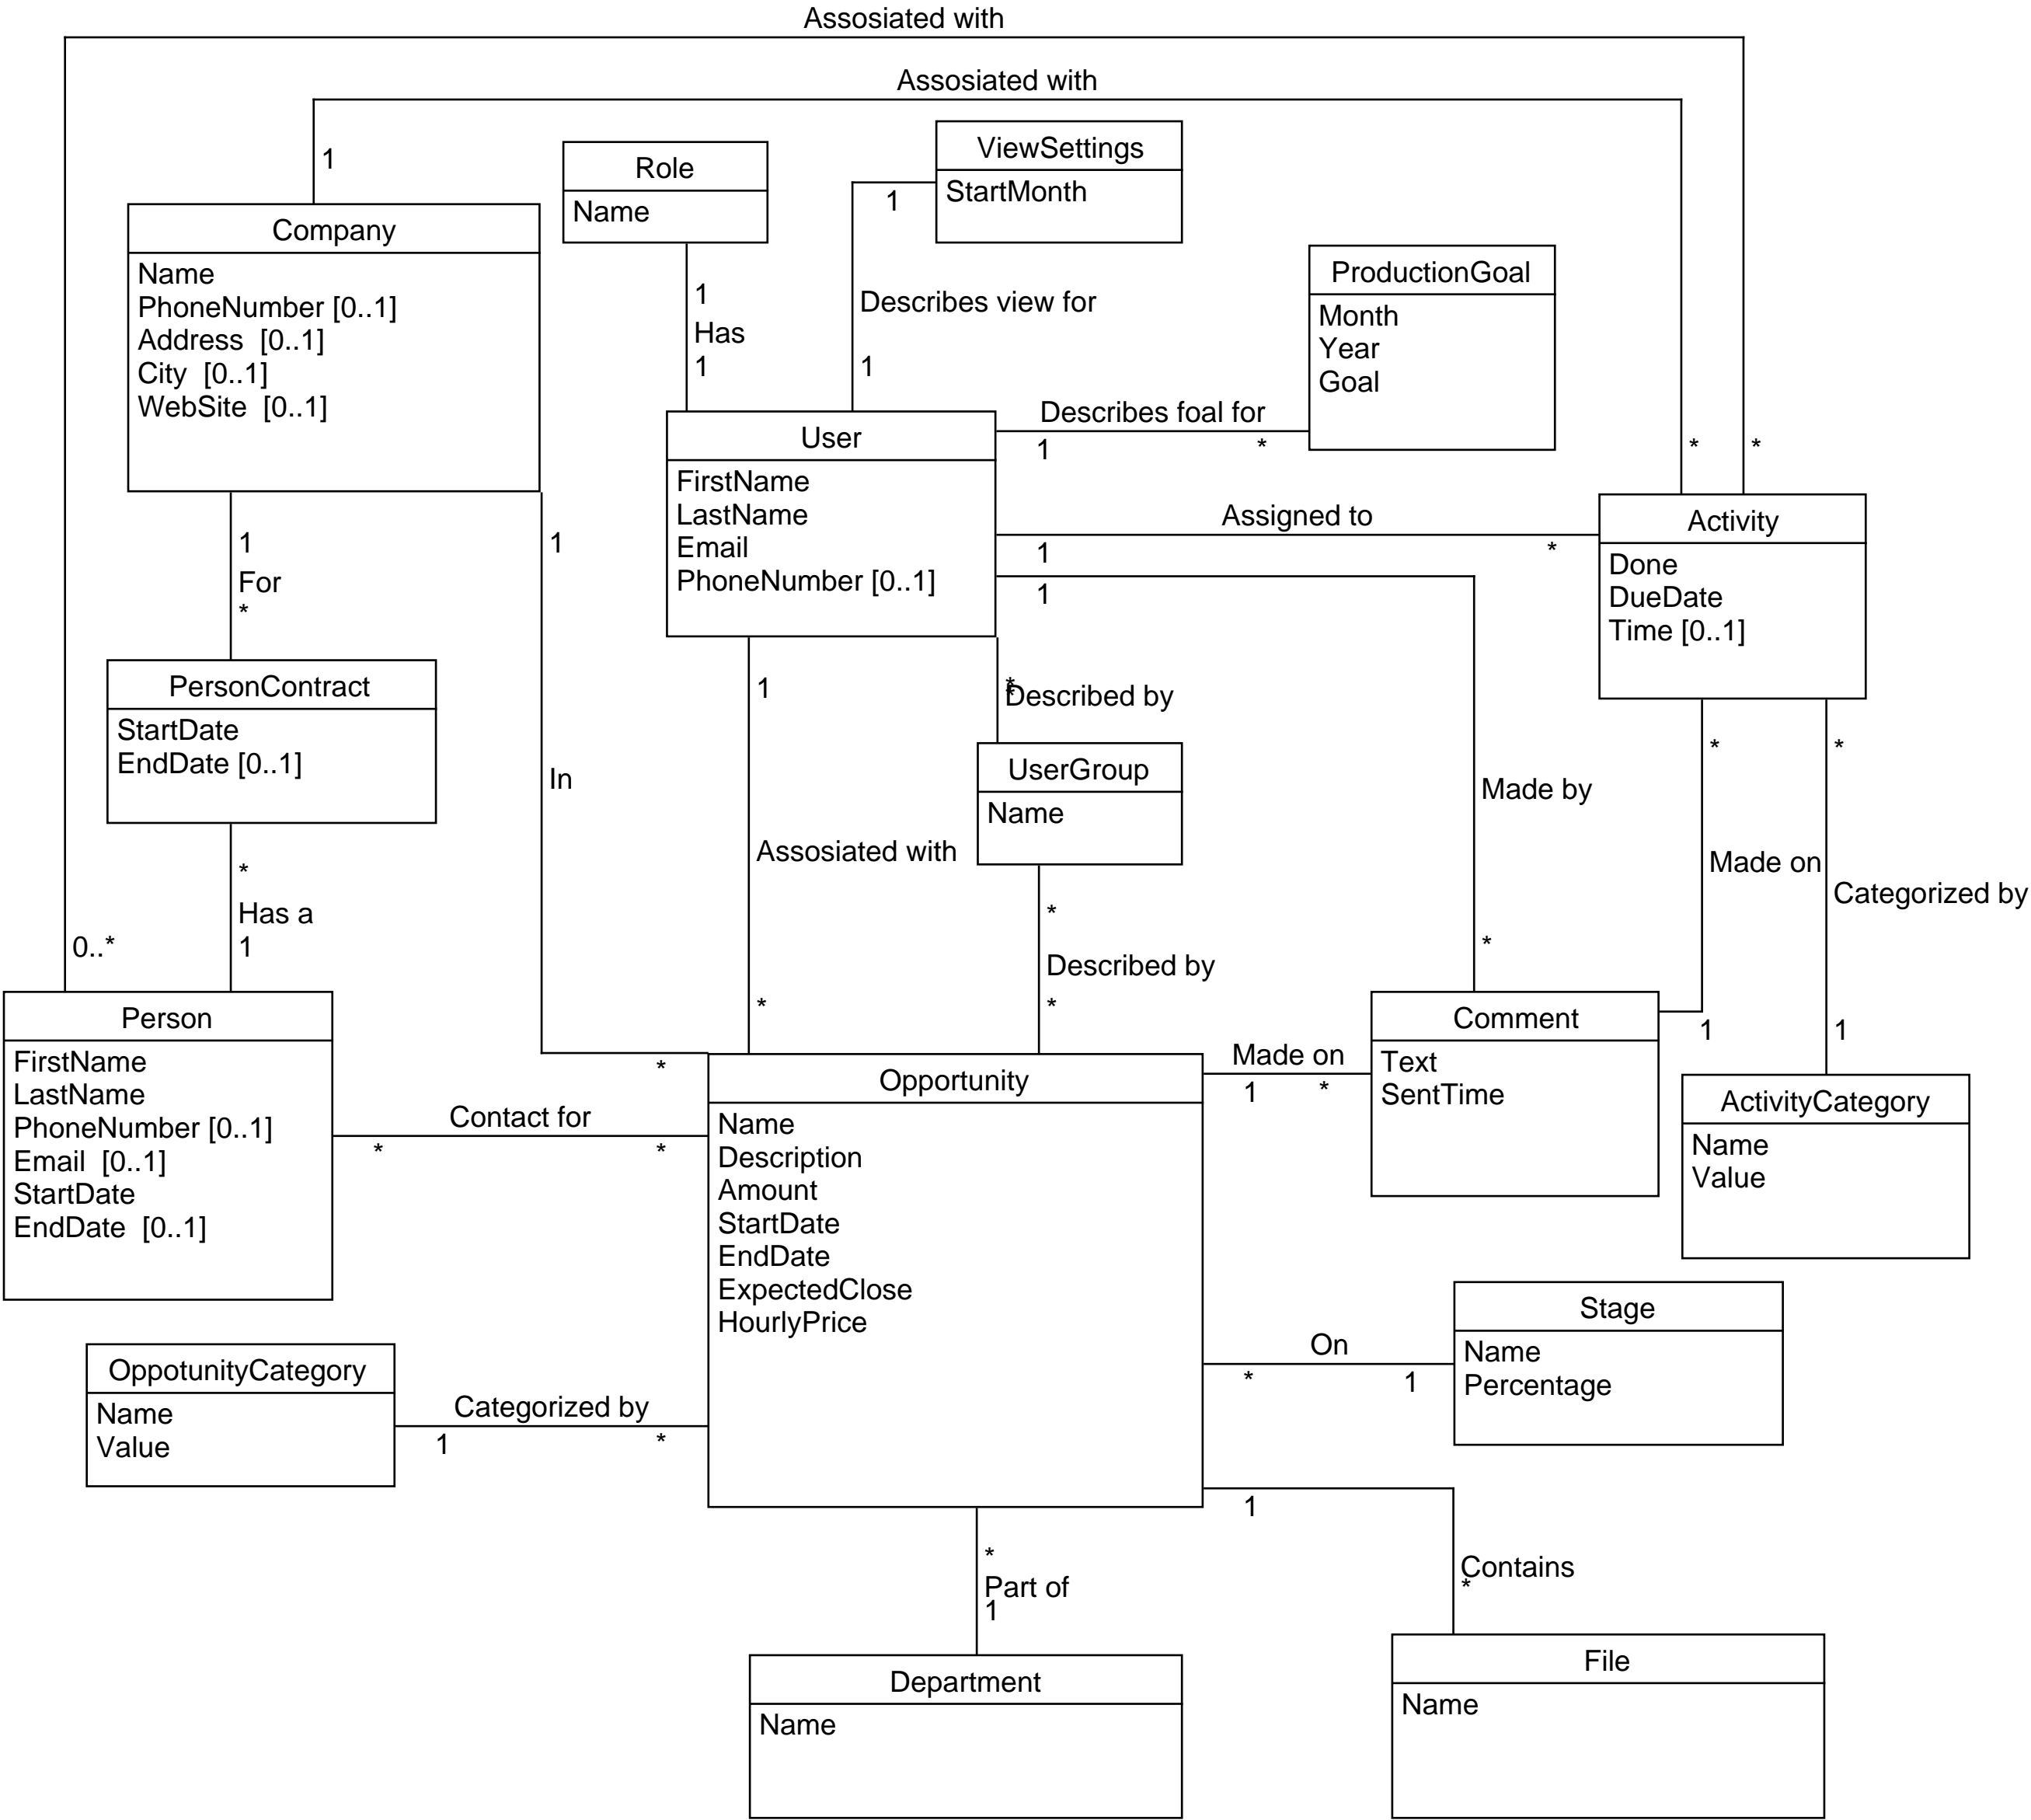 Assosiated with
Assosiated with
1
Role
Name
ViewSettings
StartMonth
1
Company
Name
PhoneNumber [0..1]
Address  [0..1]
City  [0..1]
WebSite  [0..1]
1
Has
1
Describes view for
1
ProductionGoal
Month
Year
Goal
Describes foal for
1
*
*
*
User
FirstName
LastName
Email
PhoneNumber [0..1]
Assigned to
1
*
1
Activity
Done
DueDate
Time [0..1]
1
For
*
1
PersonContract
StartDate
EndDate [0..1]
1
*
*
Described by
*
*
UserGroup
Name
In
Made by
Assosiated with
Made on
Categorized by
*
Has a
1
0..*
*
Described by
*
*
*
1
1
Person
FirstName
LastName
PhoneNumber [0..1]
Email  [0..1]
StartDate
EndDate  [0..1]
*
Contact for
*
*
Opportunity
Name
Description
Amount
StartDate
EndDate
ExpectedClose
HourlyPrice
Made on
1
*
Comment
Text
SentTime
ActivityCategory
Name
Value
Stage
Name
Percentage
On
*
1
OppotunityCategory
Name
Value
Categorized by
1
*
1
Contains
*
*
Part of
1
Department
Name
File
Name